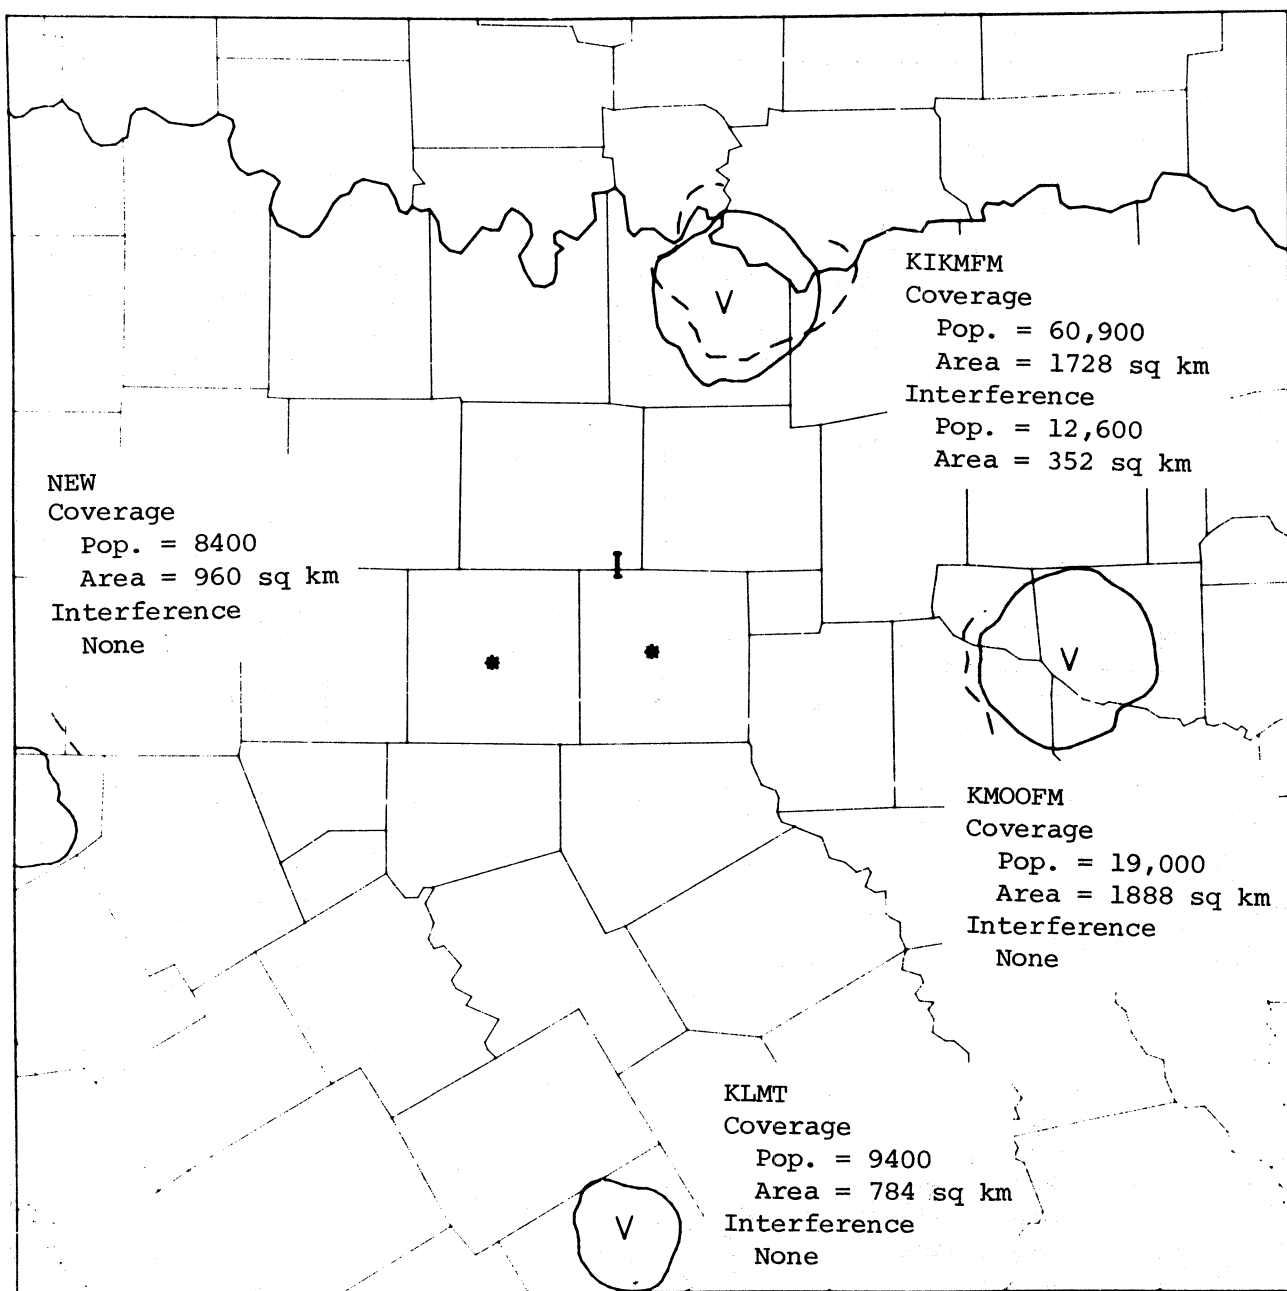 KIKMFM
Coverage
Pop. = 60,900
Area = 1728 sq km
Interference
Pop. = 12,600
Area = 352 sq km
V
NEW
Coverage
Pop. = 8400
Area = 960 sq km
Interference
None
I
*
*
V
KMOOFM
Coverage
Pop. = 19,000
Area = 1888 sq km
Interference
None
KLMT
Coverage
Pop. = 9400
Area = 784 sq km
Interference
None
V